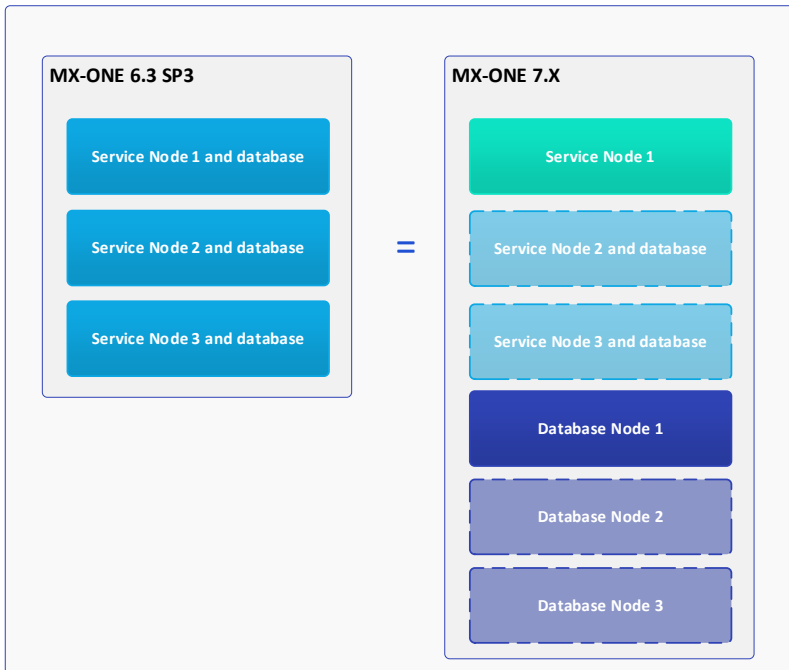 MX-ONE 6.3 SP3
Service Node 1 and database
Service Node 2 and database
Service Node 3 and database
=
MX-ONE 7.X
Service Node 1
Service Node 2 and database
Service Node 3 and database
Database Node 1
Database Node 2
Database Node 3